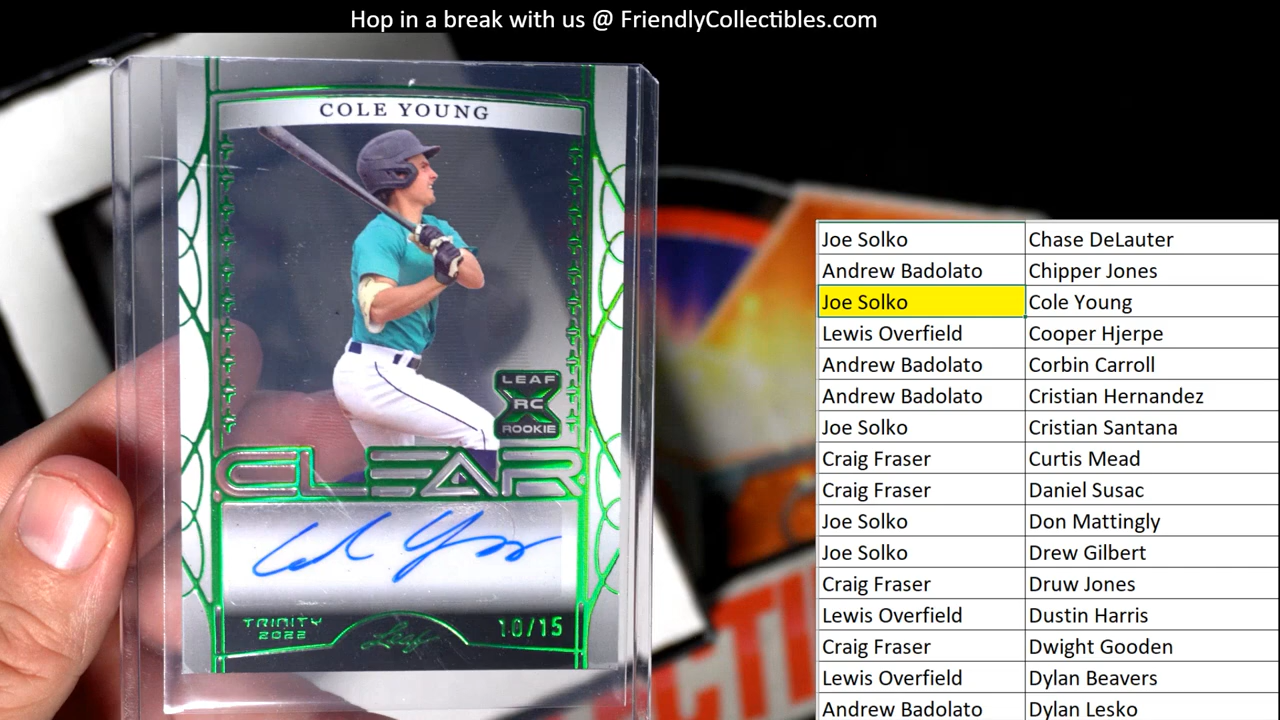 Hop in a break with us @ FriendlyCollectibles.com
COLE YOUNG
LEAF
RC
ROOKIE
CLEAR
TRINITY
2022
Leaf
10/15
Joe Solko Chase DeLauter
Andrew Badolato Chipper Jones
Joe Solko Cole Young
Lewis Overfield Cooper Hjerpe
Andrew Badolato Corbin Carroll
Andrew Badolato Cristian Hernandez
Joe Solko Cristian Santana
Craig Fraser Curtis Mead
Craig Fraser Daniel Susac
Joe Solko Don Mattingly
Joe Solko Drew Gilbert
Craig Fraser Druw Jones
Lewis Overfield Dustin Harris
Craig Fraser Dwight Gooden
Lewis Overfield Dylan Beavers
Andrew Badolato Dylan Lesko